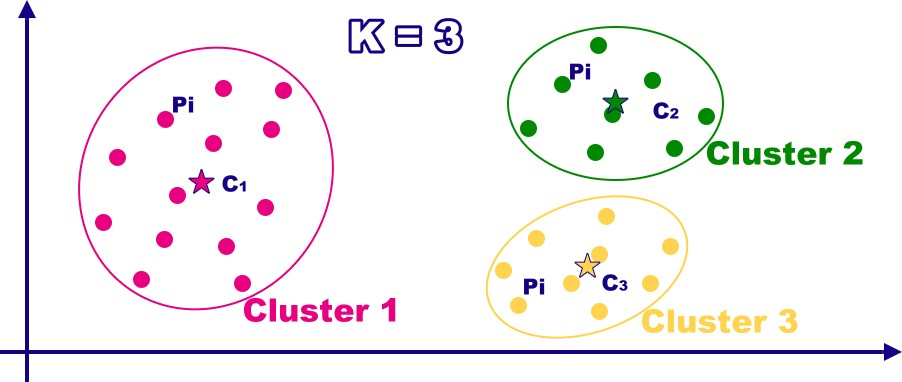 K = 3
Pi
C1
Cluster 1
Pi
C2
Cluster 2
Pi
C3
Cluster 3